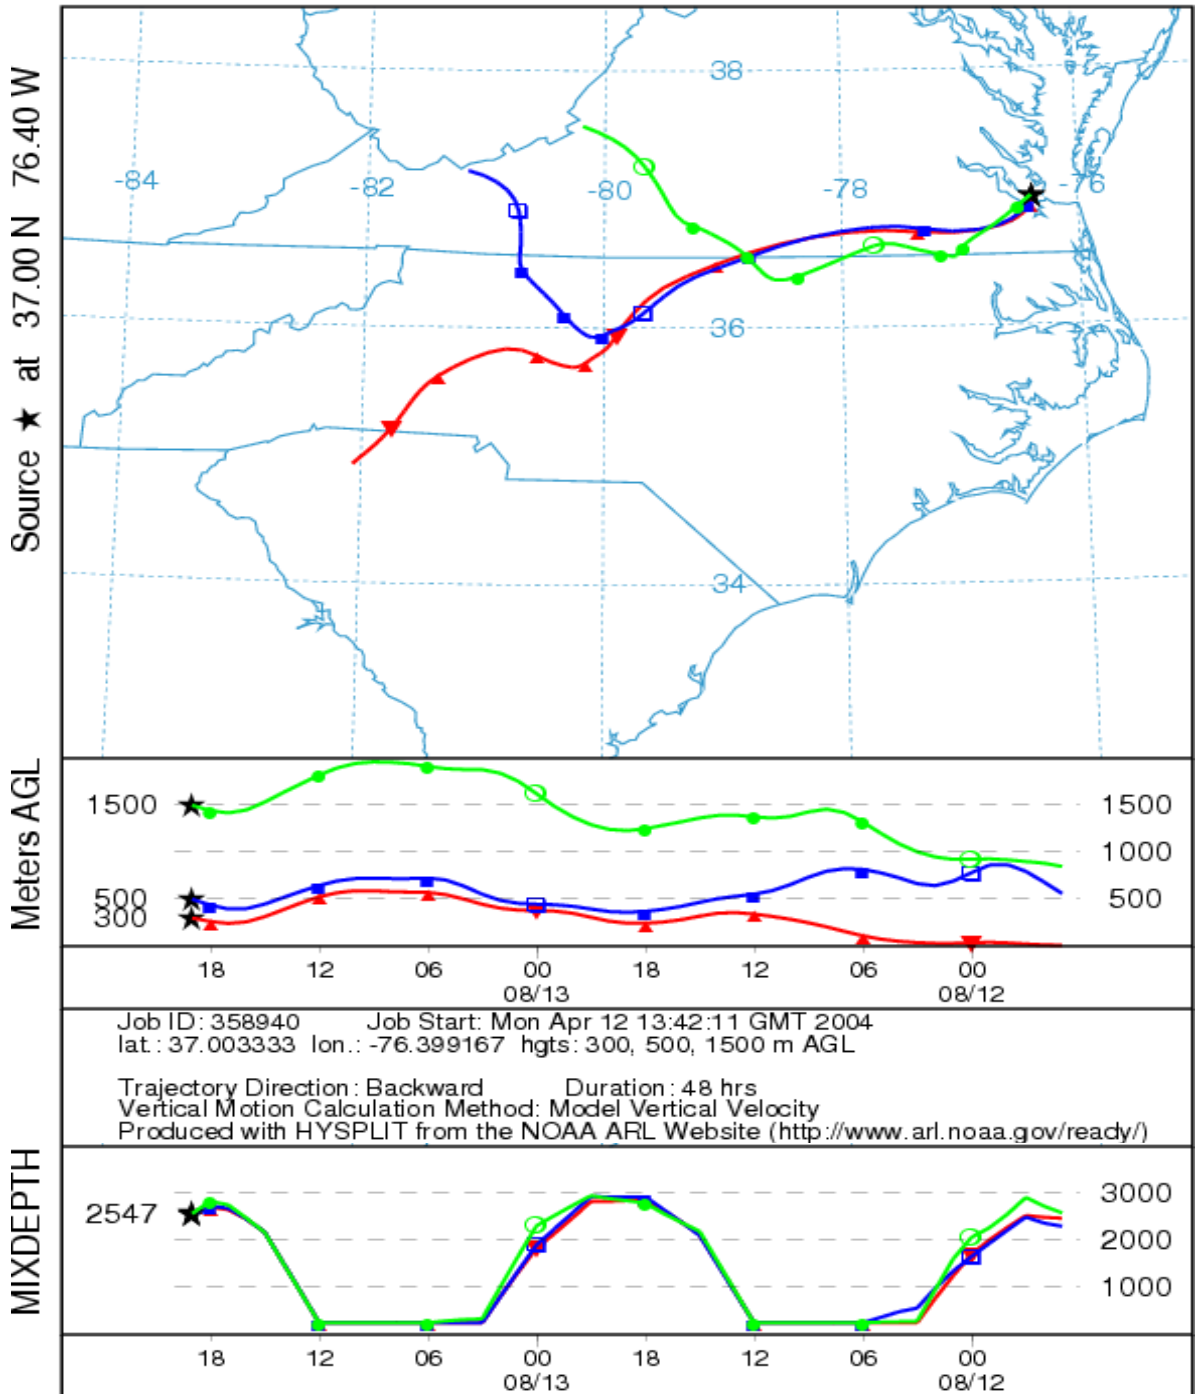 Source ★ at 37.00 N 76.40 W
38
-84
-82
-80
-78
-76
36
34
Meters AGL
1500
1500
1000
500
500
300
18 12 06 00 18 12 06 00
08/13 08/12
Job ID: 358940 Job Start: Mon Apr 12 13:42:11 GMT 2004
lat.: 37.003333 lon.: -76.399167 hgts: 300, 500, 1500 m AGL
Trajectory Direction: Backward Duration: 48 hrs
Vertical Motion Calculation Method: Model Vertical Velocity
Produced with HYSPLIT from the NOAA ARL Website (http://www.arl.noaa.gov/ready/)
MIXDEPTH
3000
2547
2000
1000
18 12 06 00 18 12 06 00
08/13 08/12